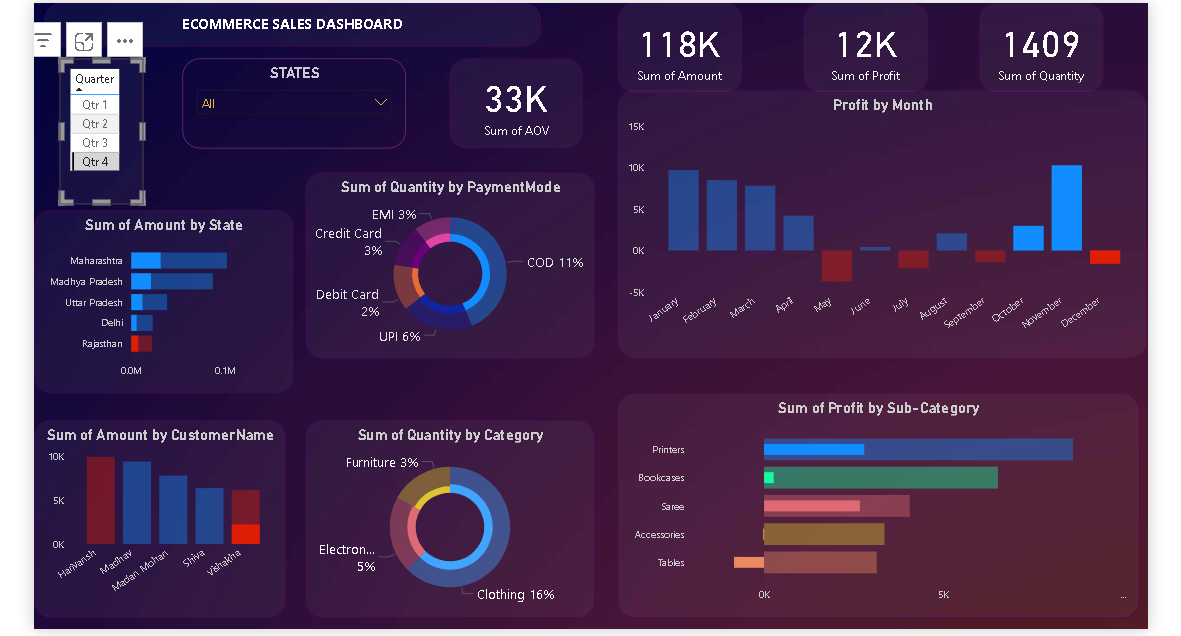 ECOMMERCE SALES DASHBOARD
Quarter
Qtr 1
Qtr 2
Qtr 3
Qtr 4
STATES
All
33K
Sum of AOV
118K
Sum of Amount
12K
Sum of Profit
1409
Sum of Quantity
Profit by Month
15K
10K
5K
0K
-5K
January
February
March
April
May
June
July
August
September
October
November
December
Sum of Amount by State
Maharashtra
Madhya Pradesh
Uttar Pradesh
Delhi
Rajasthan
0.0M
0.1M
Sum of Quantity by PaymentMode
EMI 3%
Credit Card
3%
Debit Card
2%
UPI 6%
COD 11%
Sum of Amount by CustomerName
10K
5K
0K
Harivansh
Madhav
Madan Mohan
Shiva
Vishakha
Sum of Quantity by Category
Furniture 3%
Electron...
5%
Clothing 16%
Sum of Profit by Sub-Category
Printers
Bookcases
Saree
Accessories
Tables
0K
5K
...